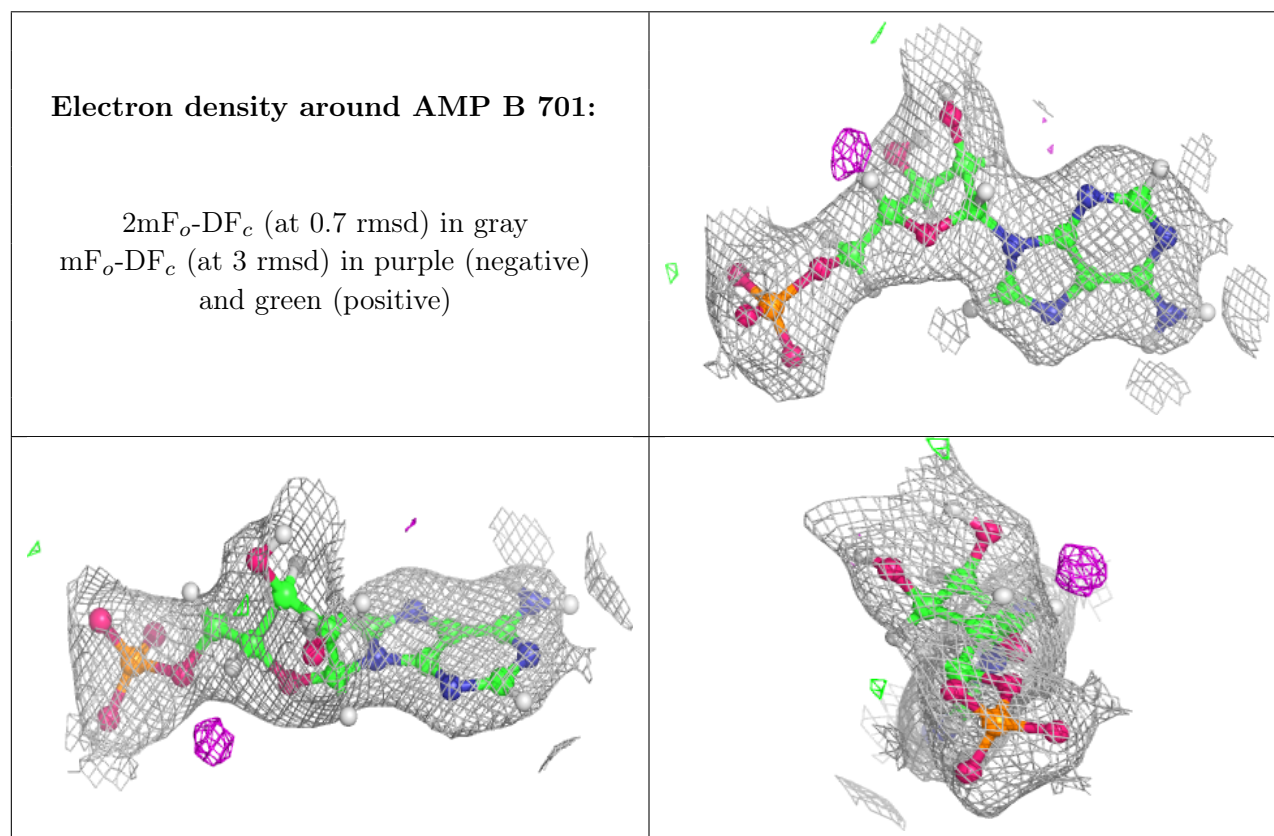 Electron density around AMP B 701:
2mFₒ-DF𝒸 (at 0.7 rmsd) in gray
mFₒ-DF𝒸 (at 3 rmsd) in purple (negative)
and green (positive)